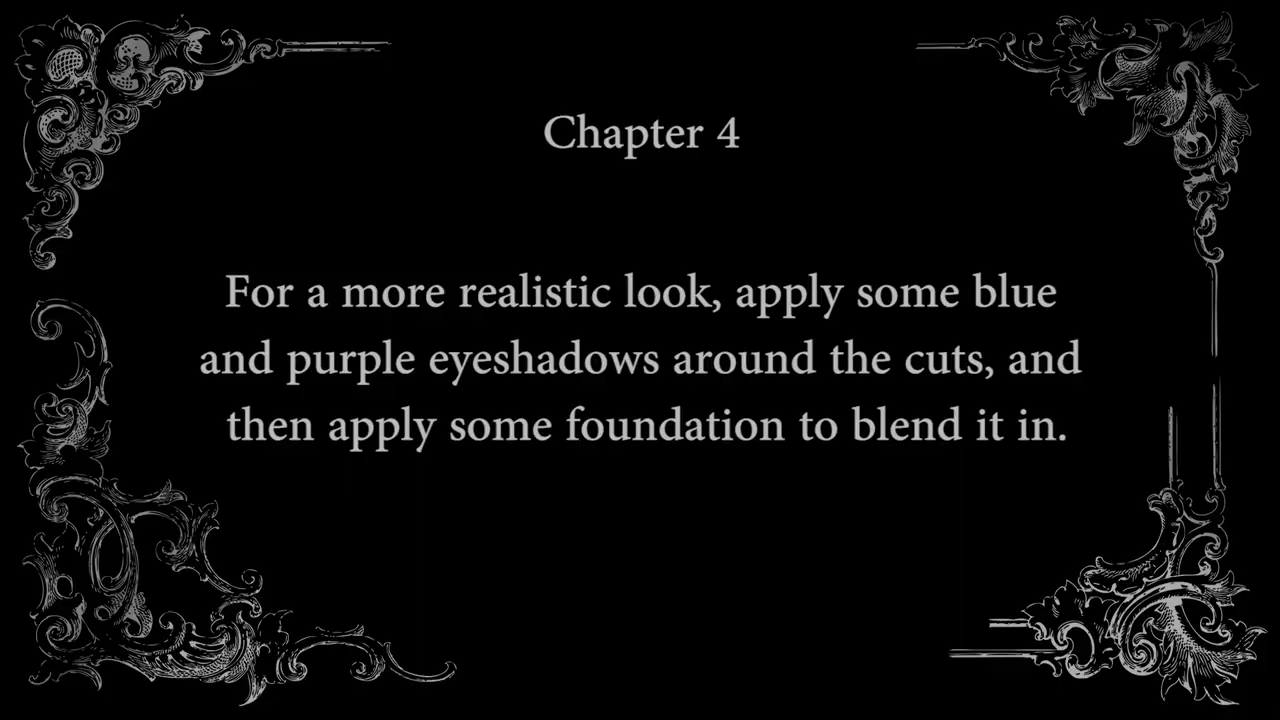 Chapter 4
For a more realistic look, apply some blue
and purple eyeshadows around the cuts, and
then apply some foundation to blend it in.